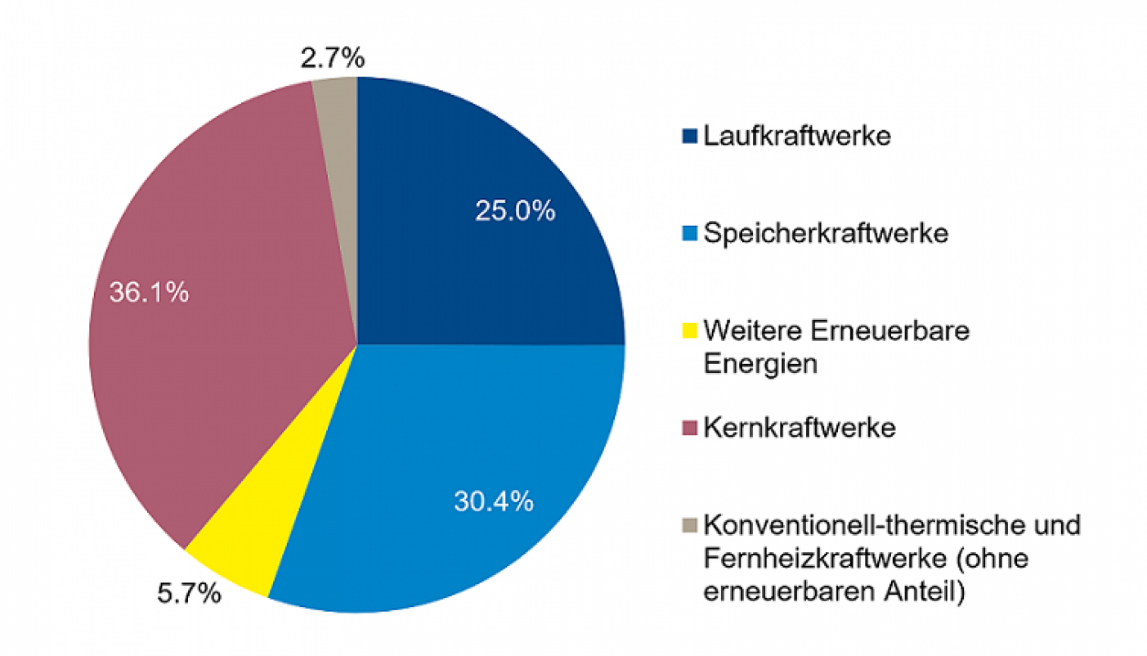 2.7%
25.0%
36.1%
30.4%
5.7%
Laufkraftwerke
Speicherkraftwerke
Weitere Erneuerbare
Energien
Kernkraftwerke
Konventionell-thermische und
Fernheizkraftwerke (ohne
erneuerbaren Anteil)